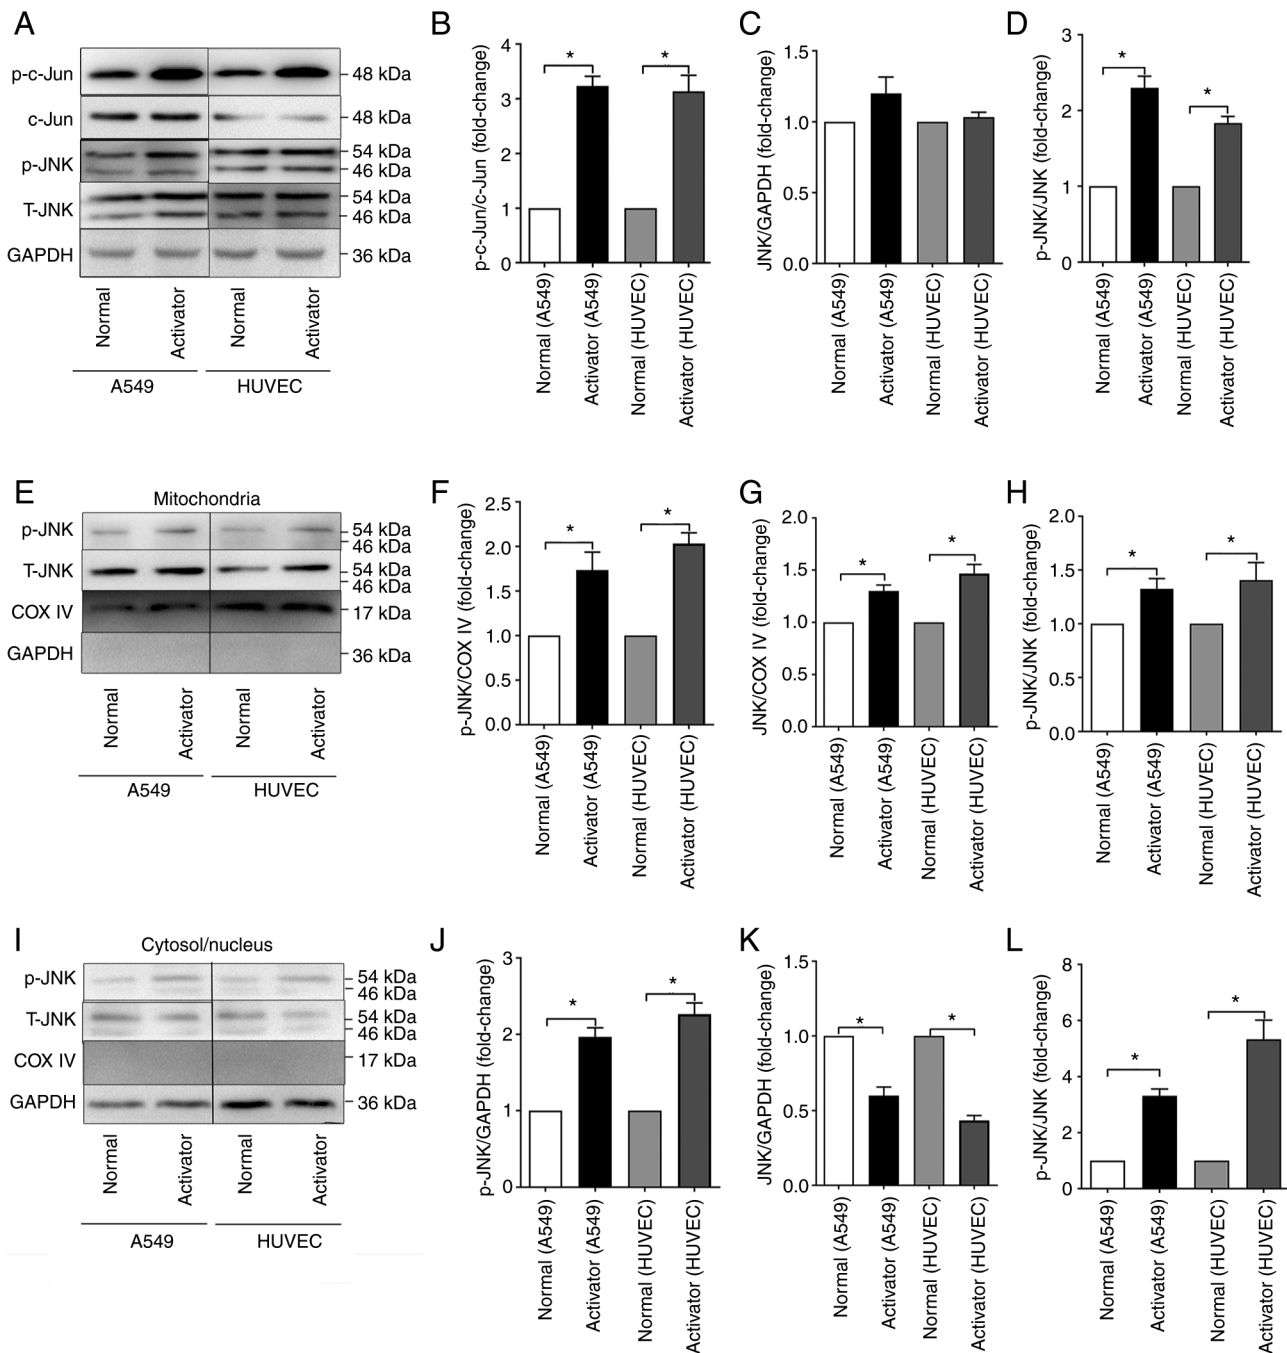 A
p-c-Jun
48 kDa
c-Jun
48 kDa
p-JNK
54 kDa
46 kDa
T-JNK
54 kDa
46 kDa
GAPDH
36 kDa
Normal
Activator
Normal
Activator
A549
HUVEC
B
p-c-Jun/c-Jun (fold-change)
4
3
2
1
0
*
*
Normal (A549)
Activator (A549)
Normal (HUVEC)
Activator (HUVEC)
C
JNK/GAPDH (fold-change)
1.5
1.0
0.5
0.0
Normal (A549)
Activator (A549)
Normal (HUVEC)
Activator (HUVEC)
D
p-JNK/JNK (fold-change)
3
2
1
0
*
*
Normal (A549)
Activator (A549)
Normal (HUVEC)
Activator (HUVEC)
E
Mitochondria
p-JNK
54 kDa
46 kDa
T-JNK
54 kDa
46 kDa
COX IV
17 kDa
GAPDH
36 kDa
Normal
Activator
Normal
Activator
A549
HUVEC
F
p-JNK/COX IV (fold-change)
2.5
2.0
1.5
1.0
0.5
0.0
*
*
Normal (A549)
Activator (A549)
Normal (HUVEC)
Activator (HUVEC)
G
JNK/COX IV (fold-change)
2.0
1.5
1.0
0.5
0.0
*
*
Normal (A549)
Activator (A549)
Normal (HUVEC)
Activator (HUVEC)
H
p-JNK/JNK (fold-change)
2.0
1.5
1.0
0.5
0.0
*
*
Normal (A549)
Activator (A549)
Normal (HUVEC)
Activator (HUVEC)
I
Cytosol/nucleus
p-JNK
54 kDa
46 kDa
T-JNK
54 kDa
46 kDa
COX IV
17 kDa
GAPDH
36 kDa
Normal
Activator
Normal
Activator
A549
HUVEC
J
p-JNK/GAPDH (fold-change)
3
2
1
0
*
*
Normal (A549)
Activator (A549)
Normal (HUVEC)
Activator (HUVEC)
K
JNK/GAPDH (fold-change)
1.5
1.0
0.5
0.0
*
*
Normal (A549)
Activator (A549)
Normal (HUVEC)
Activator (HUVEC)
L
p-JNK/JNK (fold-change)
8
6
4
2
0
*
*
Normal (A549)
Activator (A549)
Normal (HUVEC)
Activator (HUVEC)